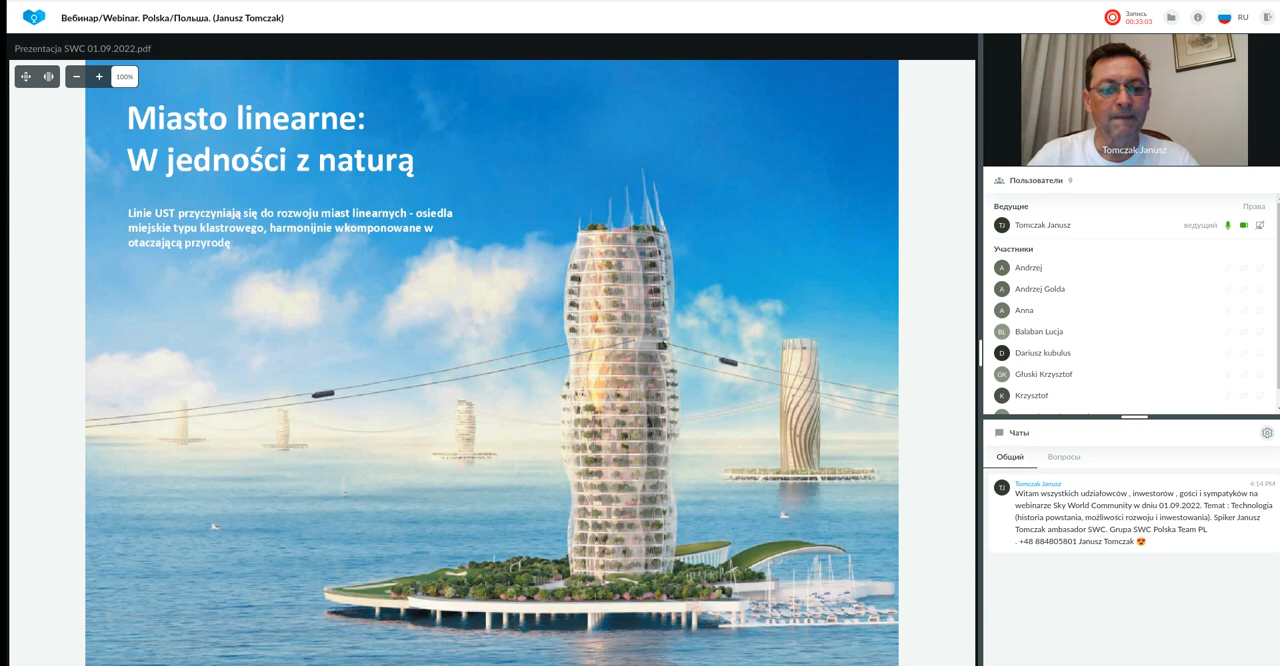 Вебинар/Webinar. Polska/Польша. (Janusz Tomczak)
Запись
00:33:03
RU
Prezentacja SWC 01.09.2022.pdf
100%
Miasto linearne:
W jedności z naturą
Linie UST przyczyniają się do rozwoju miast linearnych - osiedla
miejskie typu klastrowego, harmonijnie wkomponowane w
otaczającą przyrodę
Tomczak Janusz
Пользователи 9
Ведущие Права
TJ Tomczak Janusz ведущий
Участники
A Andrzej
A Andrzej Golda
A Anna
BL Balaban Lucja
D Dariusz kubulus
GK Głuski Krzysztof
K Krzysztof
Чаты
Общий Вопросы
TJ Tomczak Janusz 4:14 PM
Witam wszystkich udziałowców , inwestorów , gości i sympatyków na
webinarze Sky World Community w dniu 01.09.2022. Temat : Technologia
(historia powstania, możliwości rozwoju i inwestowania). Spiker Janusz
Tomczak ambasador SWC. Grupa SWC Polska Team PL
. +48 884805801 Janusz Tomczak 😍